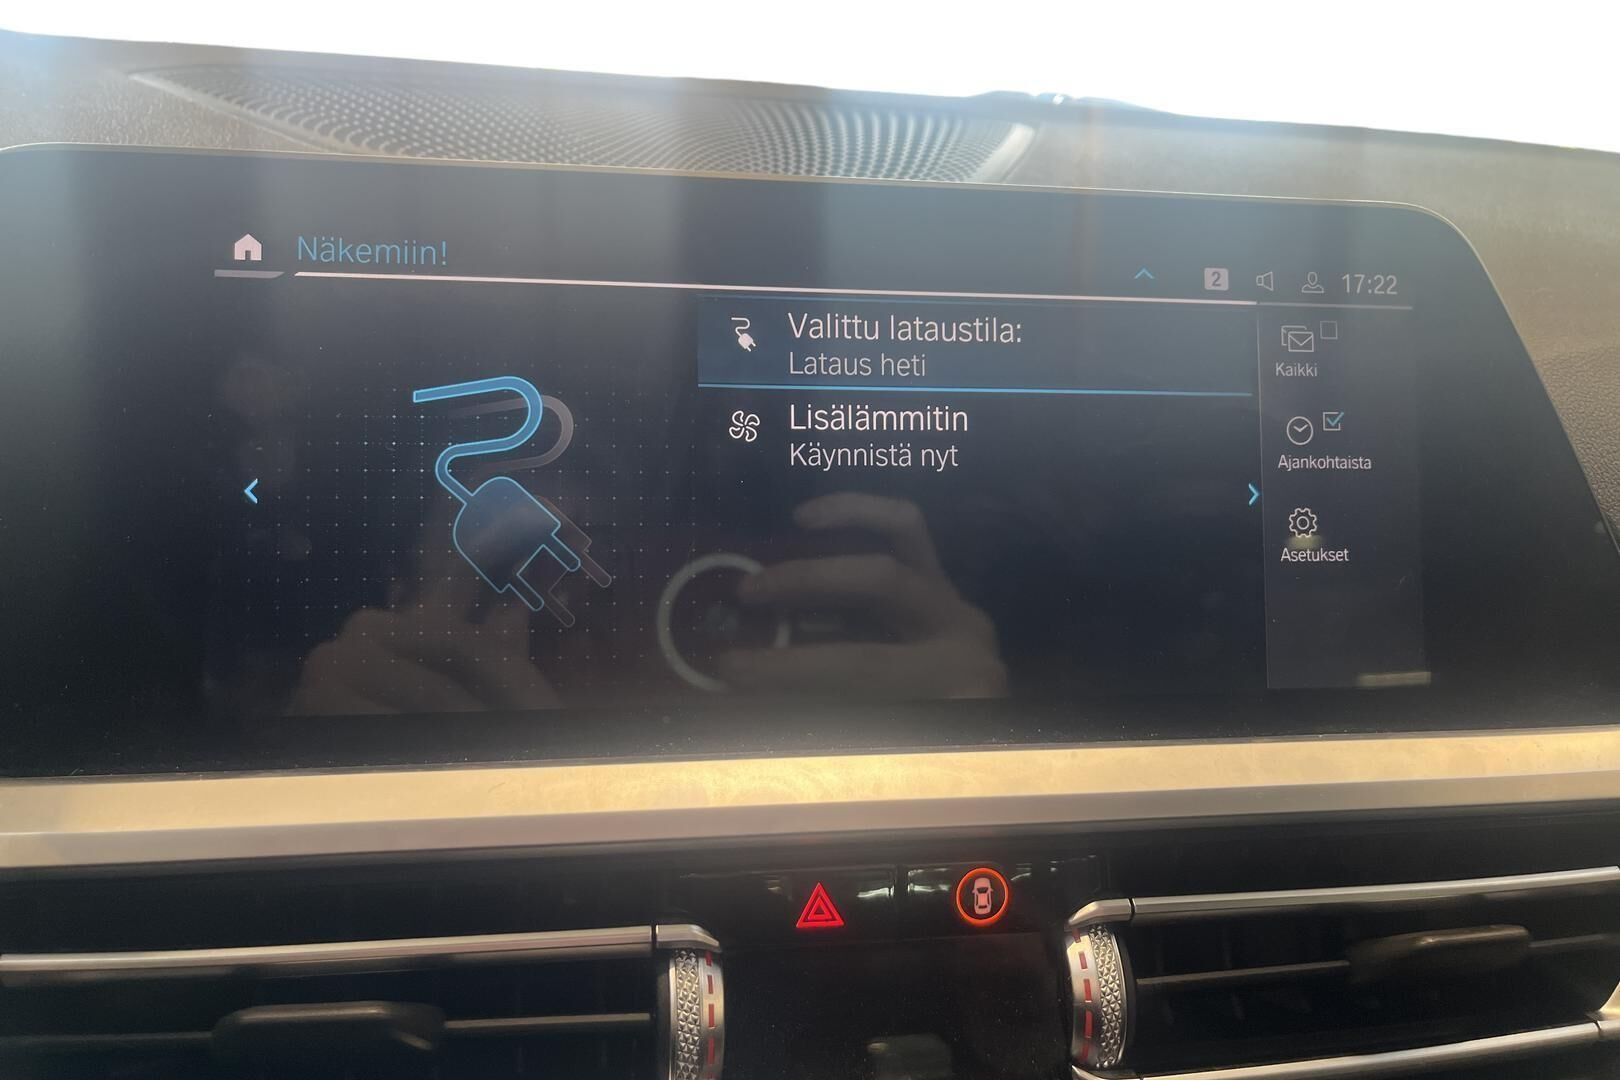 Näkemiin!
2
17:22
Valittu lataustila:
Lataus heti
Lisälämmitin
Käynnistä nyt
Kaikki
Ajankohtaista
Asetukset